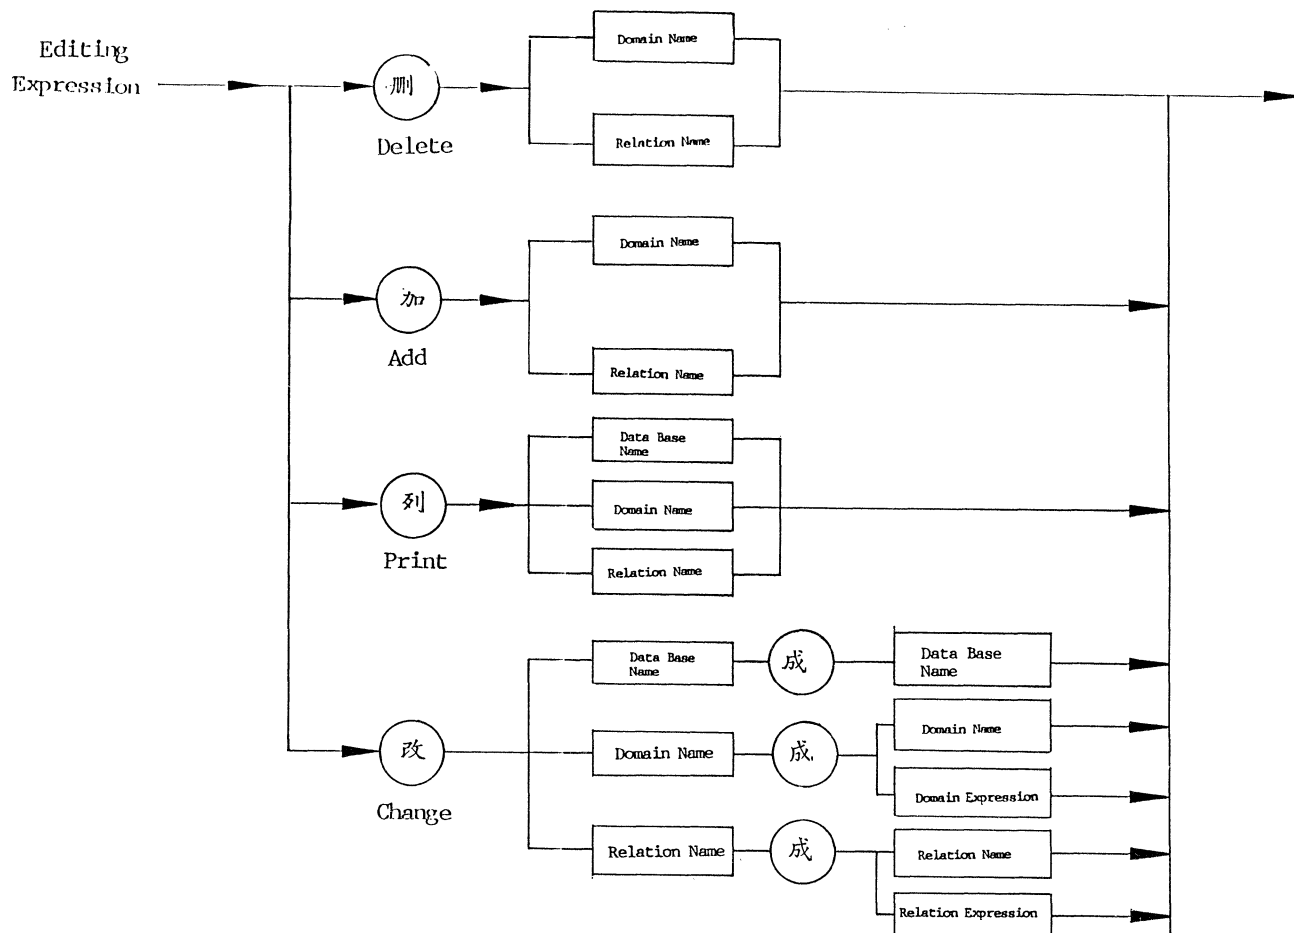 Editing
Expression
删
Delete
Domain Name
Relation Name
加
Add
Domain Name
Relation Name
列
Print
Data Base
Name
Domain Name
Relation Name
改
Change
Data Base
Name
成
Data Base
Name
Domain Name
成
Domain Name
Domain Expression
Relation Name
成
Relation Name
Relation Expression